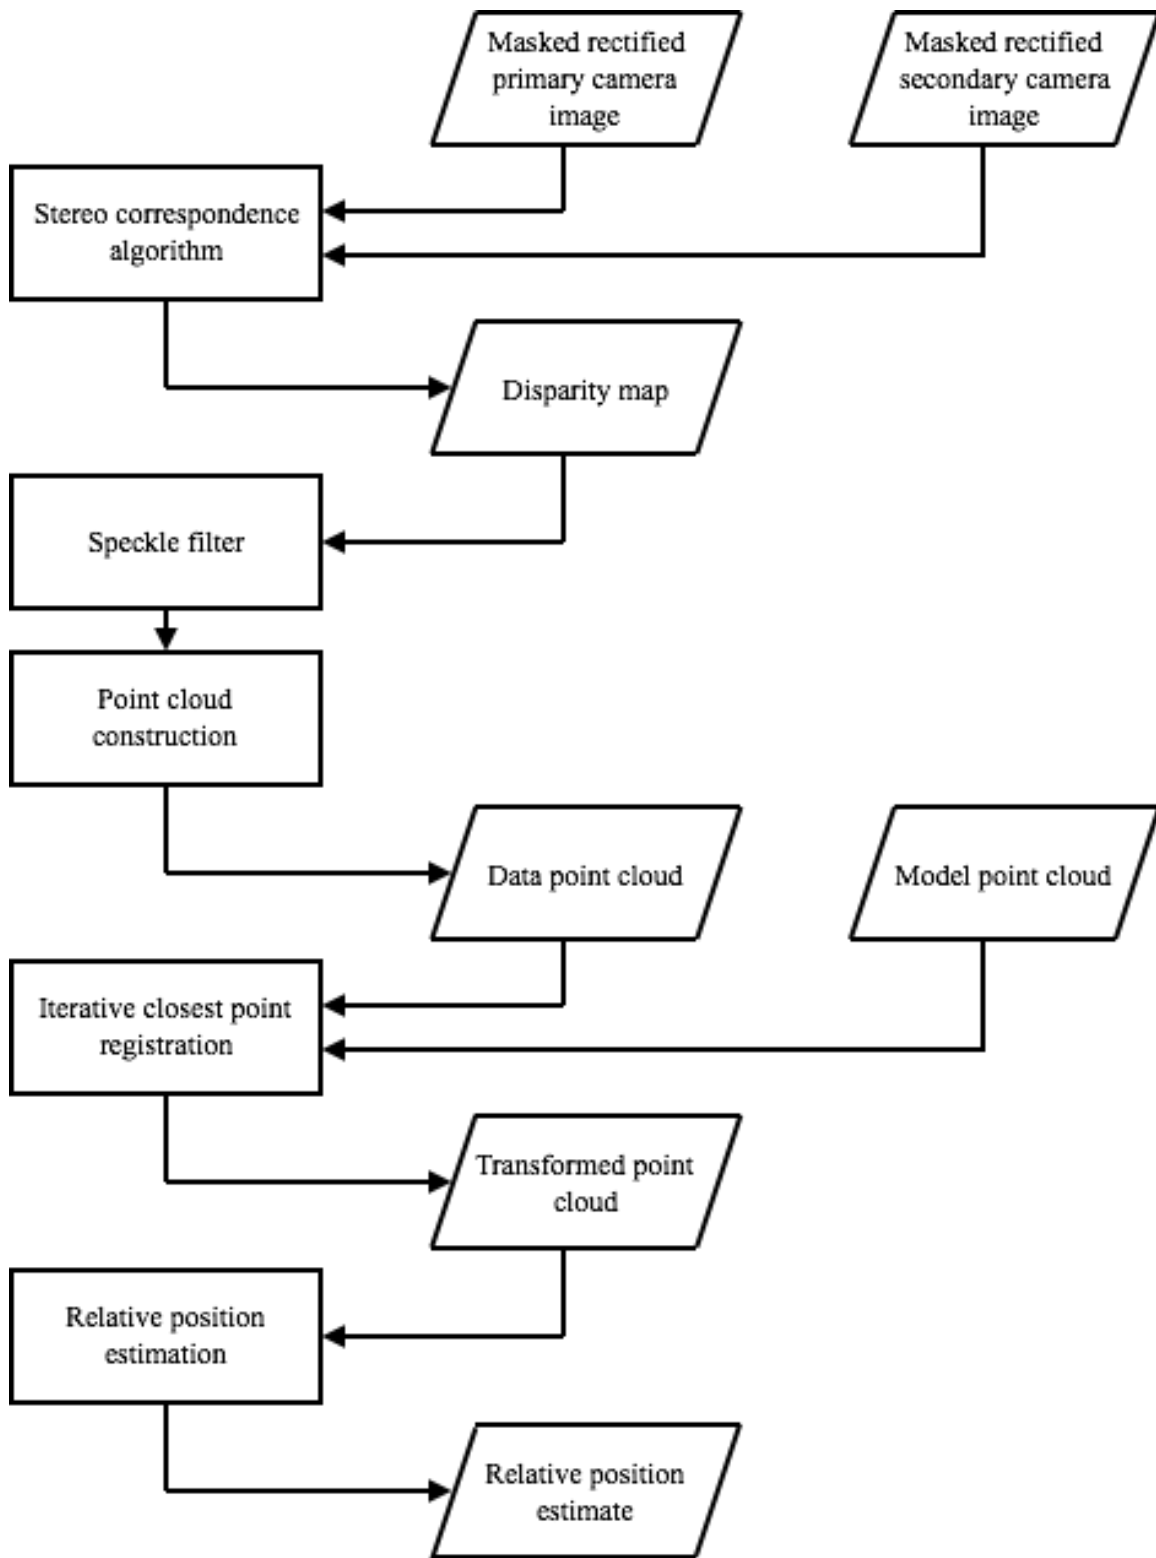 Masked rectified
primary camera
image
Masked rectified
secondary camera
image
Stereo correspondence
algorithm
Disparity map
Speckle filter
Point cloud
construction
Data point cloud
Model point cloud
Iterative closest point
registration
Transformed point
cloud
Relative position
estimation
Relative position
estimate